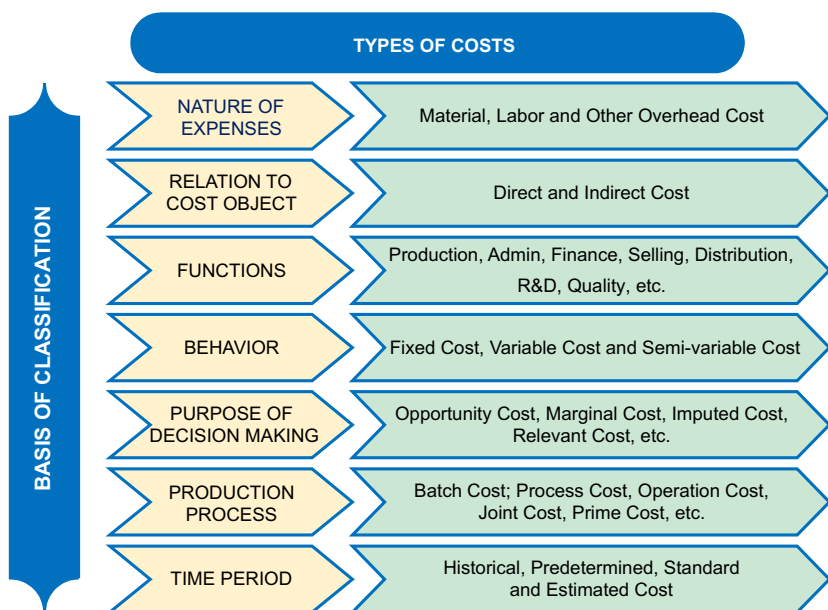 TYPES OF COSTS
BASIS OF CLASSIFICATION
NATURE OF
EXPENSES
Material, Labor and Other Overhead Cost
RELATION TO
COST OBJECT
Direct and Indirect Cost
FUNCTIONS
Production, Admin, Finance, Selling, Distribution,
R&D, Quality, etc.
BEHAVIOR
Fixed Cost, Variable Cost and Semi-variable Cost
PURPOSE OF
DECISION MAKING
Opportunity Cost, Marginal Cost, Imputed Cost,
Relevant Cost, etc.
PRODUCTION
PROCESS
Batch Cost; Process Cost, Operation Cost,
Joint Cost, Prime Cost, etc.
TIME PERIOD
Historical, Predetermined, Standard
and Estimated Cost